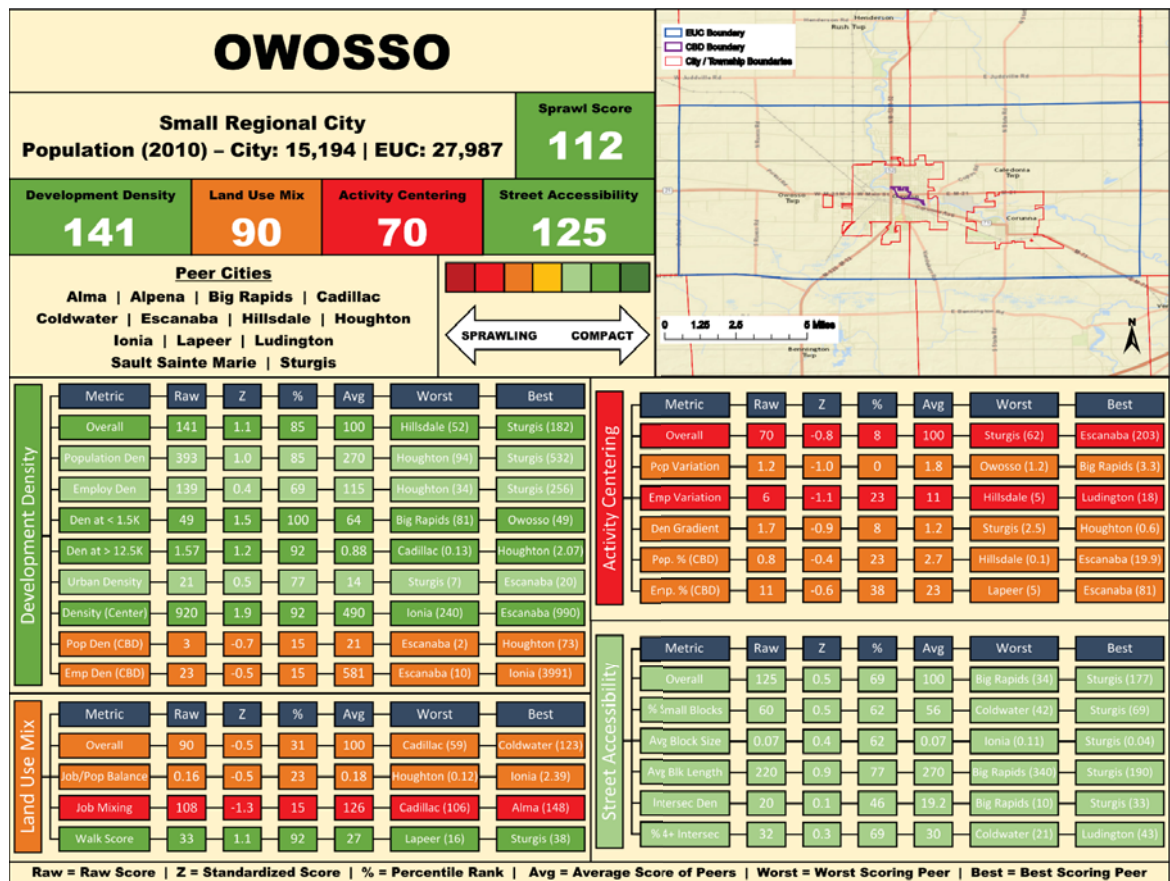 OWOSSO
Small Regional City
Population (2010) – City: 15,194 | EUC: 27,987
Sprawl Score
112
Development Density
141
Land Use Mix
90
Activity Centering
70
Street Accessibility
125
Peer Cities
Alma | Alpena | Big Rapids | Cadillac
Coldwater | Escanaba | Hillsdale | Houghton
Ionia | Lapeer | Ludington
Sault Sainte Marie | Sturgis
SPRAWLING COMPACT
EUC Boundary
CBD Boundary
City / Township Boundaries
Henderson
Rush Twp
Owosso Twp
Caledonia Twp
Corunna
Bennington Twp
0 1.25 2.5 5 Miles
N
Development Density
Metric Raw Z % Avg Worst Best
Overall 141 1.1 85 100 Hillsdale (52) Sturgis (182)
Population Den 393 1.0 85 270 Houghton (94) Sturgis (532)
Employ Den 139 0.4 69 115 Houghton (34) Sturgis (256)
Den at < 1.5K 49 1.5 100 64 Big Rapids (81) Owosso (49)
Den at > 12.5K 1.57 1.2 92 0.88 Cadillac (0.13) Houghton (2.07)
Urban Density 21 0.5 77 14 Sturgis (7) Escanaba (20)
Density (Center) 920 1.9 92 490 Ionia (240) Escanaba (990)
Pop Den (CBD) 3 -0.7 15 21 Escanaba (2) Houghton (73)
Emp Den (CBD) 23 -0.5 15 581 Escanaba (10) Ionia (3991)
Land Use Mix
Metric Raw Z % Avg Worst Best
Overall 90 -0.5 31 100 Cadillac (59) Coldwater (123)
Job/Pop Balance 0.16 -0.5 23 0.18 Houghton (0.12) Ionia (2.39)
Job Mixing 108 -1.3 15 126 Cadillac (106) Alma (148)
Walk Score 33 1.1 92 27 Lapeer (16) Sturgis (38)
Activity Centering
Metric Raw Z % Avg Worst Best
Overall 70 -0.8 8 100 Sturgis (62) Escanaba (203)
Pop Variation 1.2 -1.0 0 1.8 Owosso (1.2) Big Rapids (3.3)
Emp Variation 6 -1.1 23 11 Hillsdale (5) Ludington (18)
Den Gradient 1.7 -0.9 8 1.2 Sturgis (2.5) Houghton (0.6)
Pop. % (CBD) 0.8 -0.4 23 2.7 Hillsdale (0.1) Escanaba (19.9)
Emp. % (CBD) 11 -0.6 38 23 Lapeer (5) Escanaba (81)
Street Accessibility
Metric Raw Z % Avg Worst Best
Overall 125 0.5 69 100 Big Rapids (34) Sturgis (177)
% Small Blocks 60 0.5 62 56 Coldwater (42) Sturgis (69)
Avg Block Size 0.07 0.4 62 0.07 Ionia (0.11) Sturgis (0.04)
Avg Blk Length 220 0.9 77 270 Big Rapids (340) Sturgis (190)
Intersec Den 20 0.1 46 19.2 Big Rapids (10) Sturgis (33)
% 4+ Intersec 32 0.3 69 30 Coldwater (21) Ludington (43)
Raw = Raw Score | Z = Standardized Score | % = Percentile Rank | Avg = Average Score of Peers | Worst = Worst Scoring Peer | Best = Best Scoring Peer